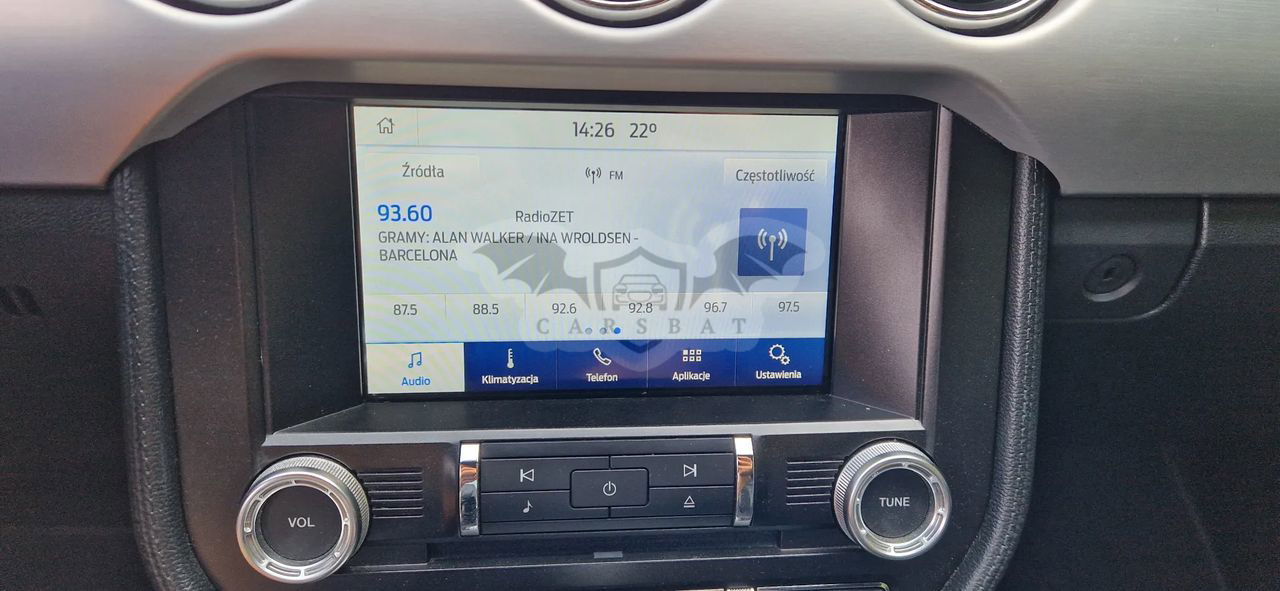 14:26 22º
Źródła
FM
Częstotliwość
93.60
RadioZET
GRAMY: ALAN WALKER / INA WROLDSEN -
BARCELONA
87.5 88.5 92.6 92.8 96.7 97.5
CARSBAT
Audio Klimatyzacja Telefon Aplikacje Ustawienia
VOL
TUNE